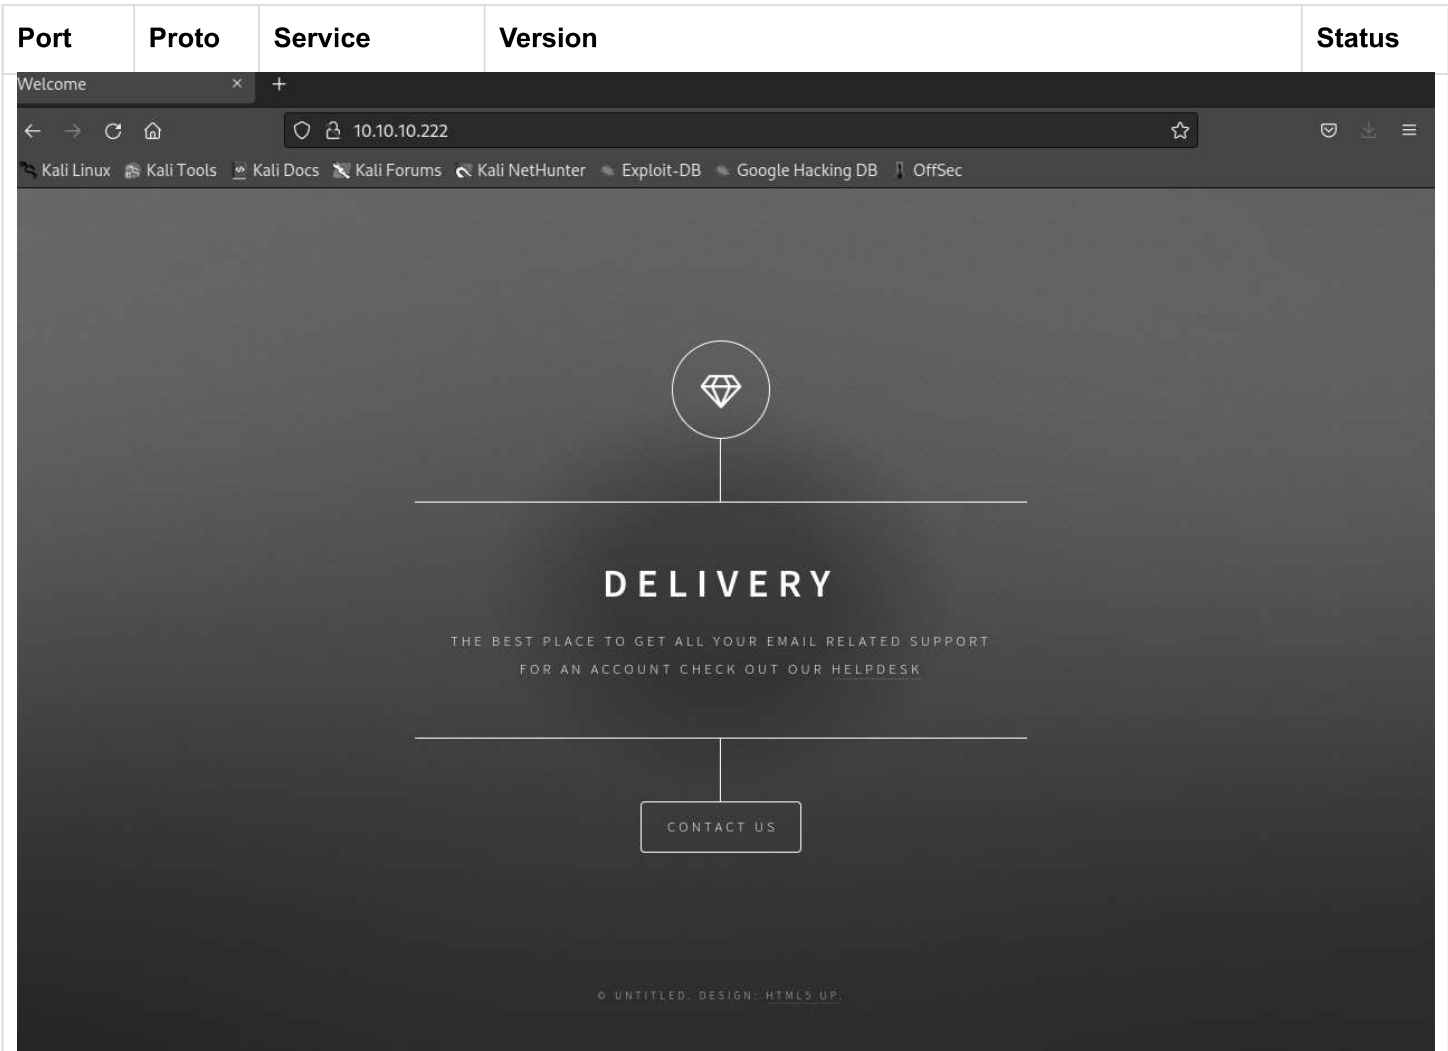 Port Proto Service Version Status
Welcome
10.10.10.222
Kali Linux Kali Tools Kali Docs Kali Forums Kali NetHunter Exploit-DB Google Hacking DB OffSec
DELIVERY
THE BEST PLACE TO GET ALL YOUR EMAIL RELATED SUPPORT
FOR AN ACCOUNT CHECK OUT OUR HELPDESK
CONTACT US
© UNTITLED. DESIGN: HTML5 UP.